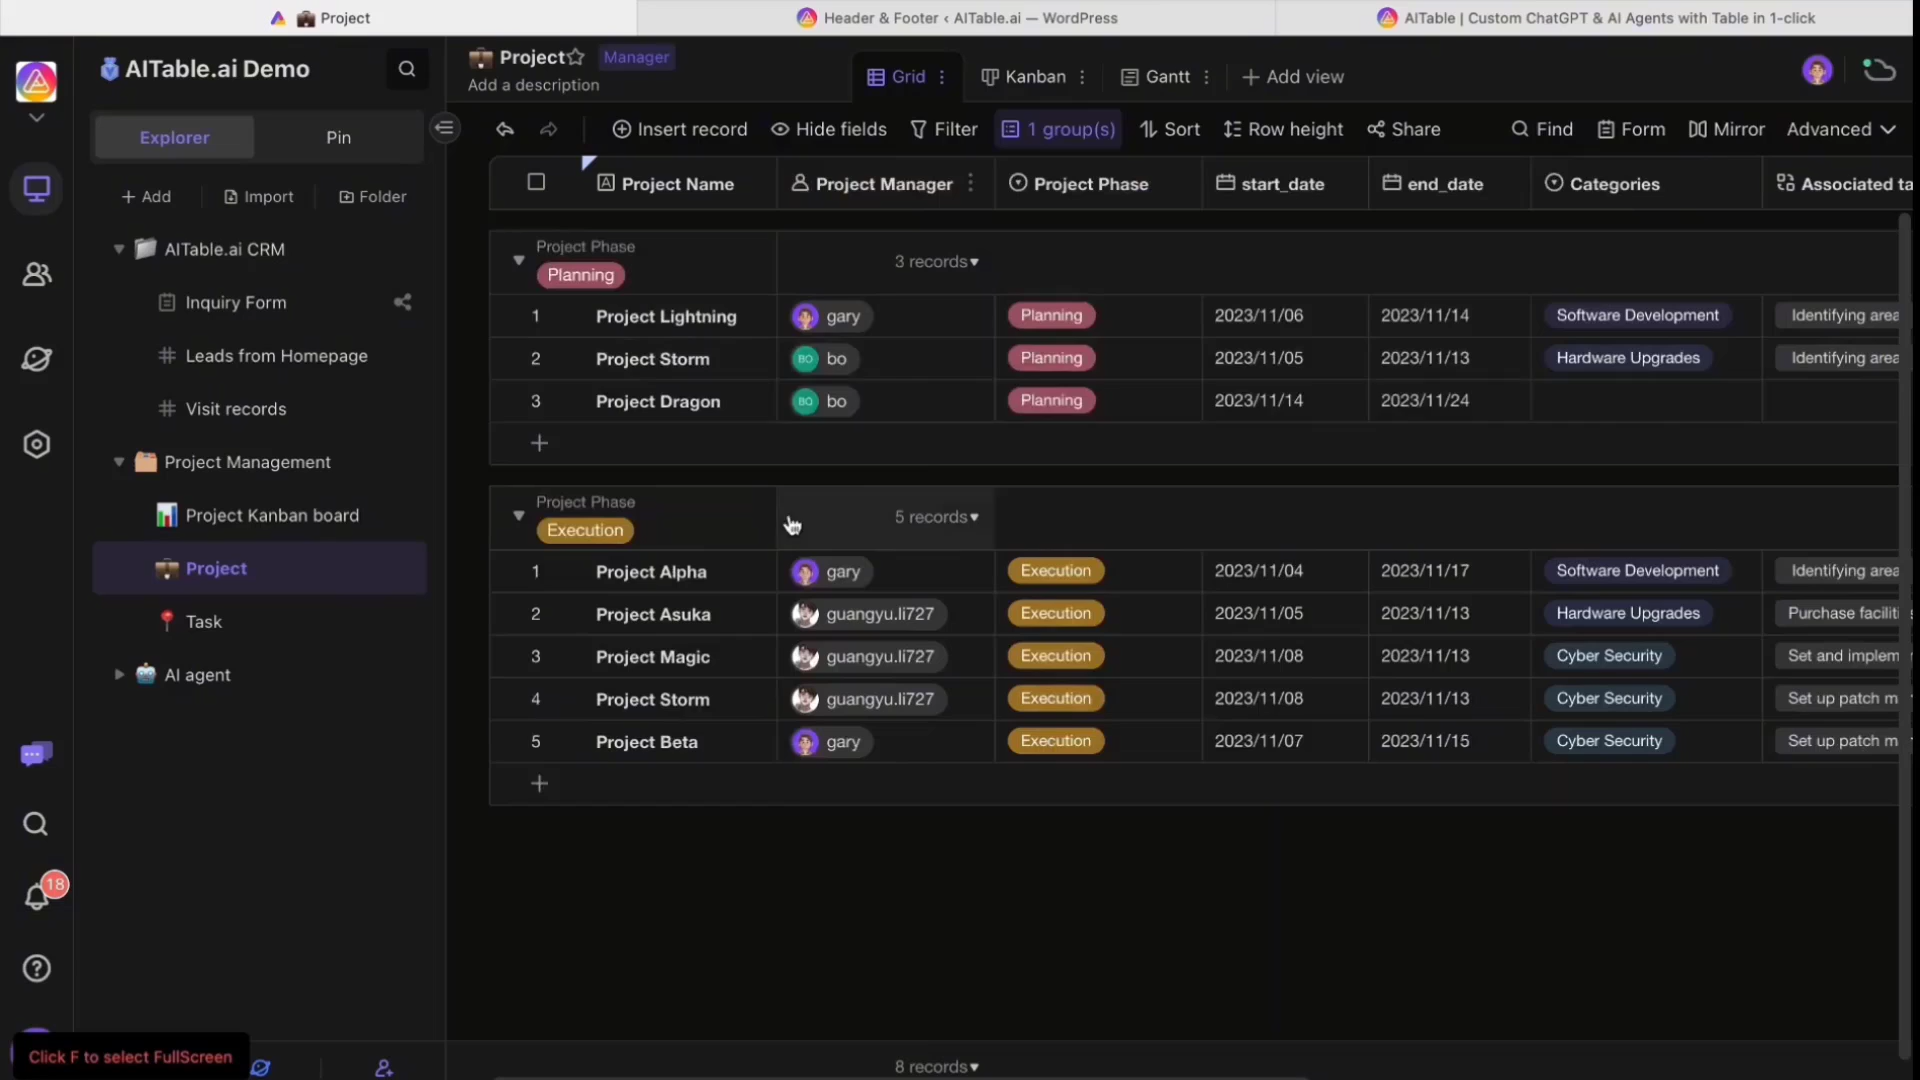 Project
Header & Footer ‹ AITable.ai — WordPress
AITable | Custom ChatGPT & AI Agents with Table in 1-click
AITable.ai Demo
Explorer
Pin
Add
Import
Folder
AITable.ai CRM
Inquiry Form
Leads from Homepage
Visit records
Project Management
Project Kanban board
Project
Task
AI agent
18
Click F to select FullScreen
Project
Manager
Add a description
Grid
Kanban
Gantt
Add view
Insert record
Hide fields
Filter
1 group(s)
Sort
Row height
Share
Find
Form
Mirror
Advanced
Project Name
Project Manager
Project Phase
start_date
end_date
Categories
Associated ta
Project Phase
Planning
3 records
1 Project Lightning gary Planning 2023/11/06 2023/11/14 Software Development Identifying area
2 Project Storm BO bo Planning 2023/11/05 2023/11/13 Hardware Upgrades Identifying area
3 Project Dragon BO bo Planning 2023/11/14 2023/11/24
Project Phase
Execution
5 records
1 Project Alpha gary Execution 2023/11/04 2023/11/17 Software Development Identifying area
2 Project Asuka guangyu.li727 Execution 2023/11/05 2023/11/13 Hardware Upgrades Purchase faciliti
3 Project Magic guangyu.li727 Execution 2023/11/08 2023/11/13 Cyber Security Set and implem
4 Project Storm guangyu.li727 Execution 2023/11/08 2023/11/13 Cyber Security Set up patch m
5 Project Beta gary Execution 2023/11/07 2023/11/15 Cyber Security Set up patch m
8 records